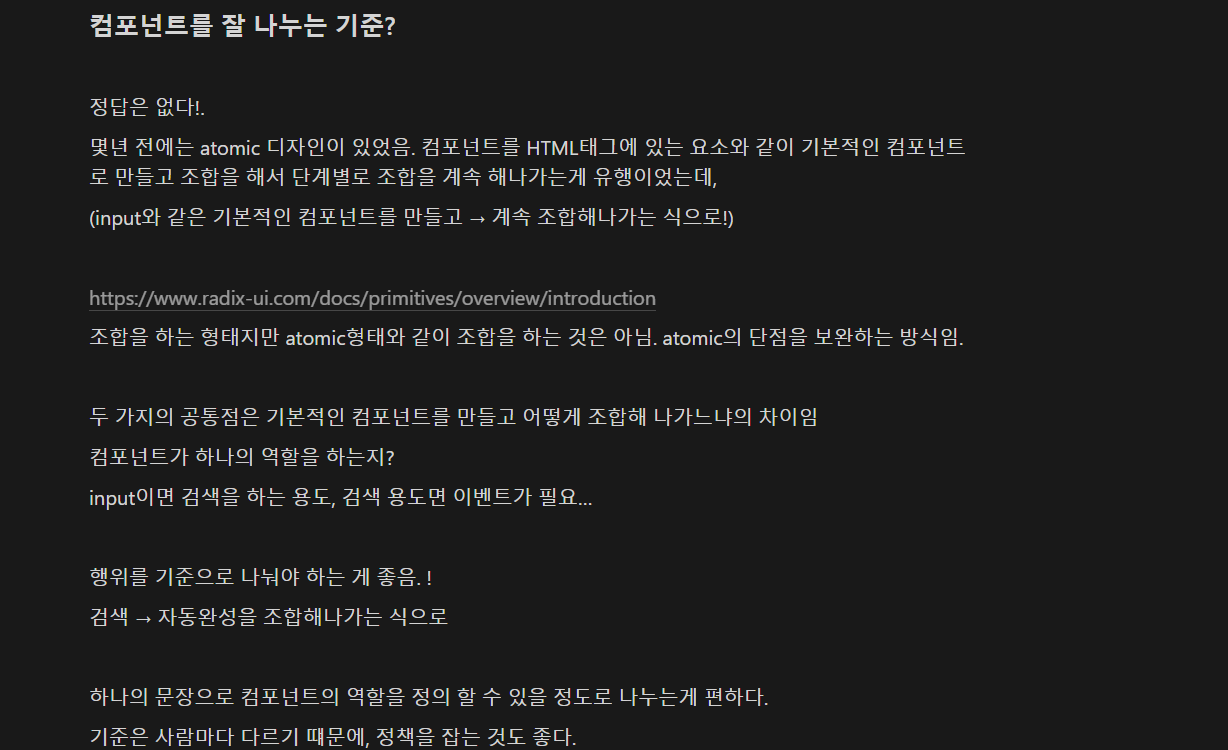 컴포넌트를 잘 나누는 기준?
정답은 없다!.
몇년 전에는 atomic 디자인이 있었음. 컴포넌트를 HTML태그에 있는 요소와 같이 기본적인 컴포넌트
로 만들고 조합을 해서 단계별로 조합을 계속 해나가는게 유행이었는데,
(input와 같은 기본적인 컴포넌트를 만들고 → 계속 조합해나가는 식으로!)
https://www.radix-ui.com/docs/primitives/overview/introduction
조합을 하는 형태지만 atomic형태와 같이 조합을 하는 것은 아님. atomic의 단점을 보완하는 방식임.
두 가지의 공통점은 기본적인 컴포넌트를 만들고 어떻게 조합해 나가느냐의 차이임
컴포넌트가 하나의 역할을 하는지?
input이면 검색을 하는 용도, 검색 용도면 이벤트가 필요...
행위를 기준으로 나눠야 하는 게 좋음. !
검색 → 자동완성을 조합해나가는 식으로
하나의 문장으로 컴포넌트의 역할을 정의 할 수 있을 정도로 나누는게 편하다.
기준은 사람마다 다르기 떄문에, 정책을 잡는 것도 좋다.